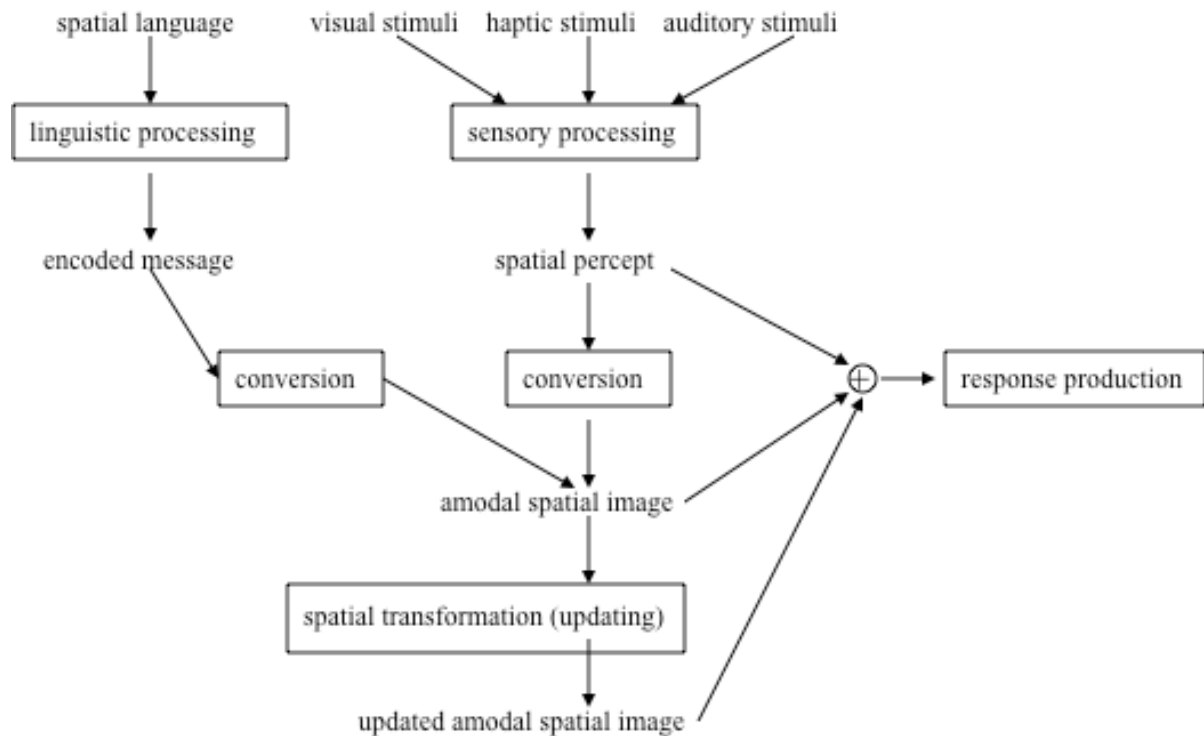 spatial language
visual stimuli
haptic stimuli
auditory stimuli
linguistic processing
sensory processing
encoded message
spatial percept
conversion
conversion
response production
amodal spatial image
spatial transformation (updating)
updated amodal spatial image